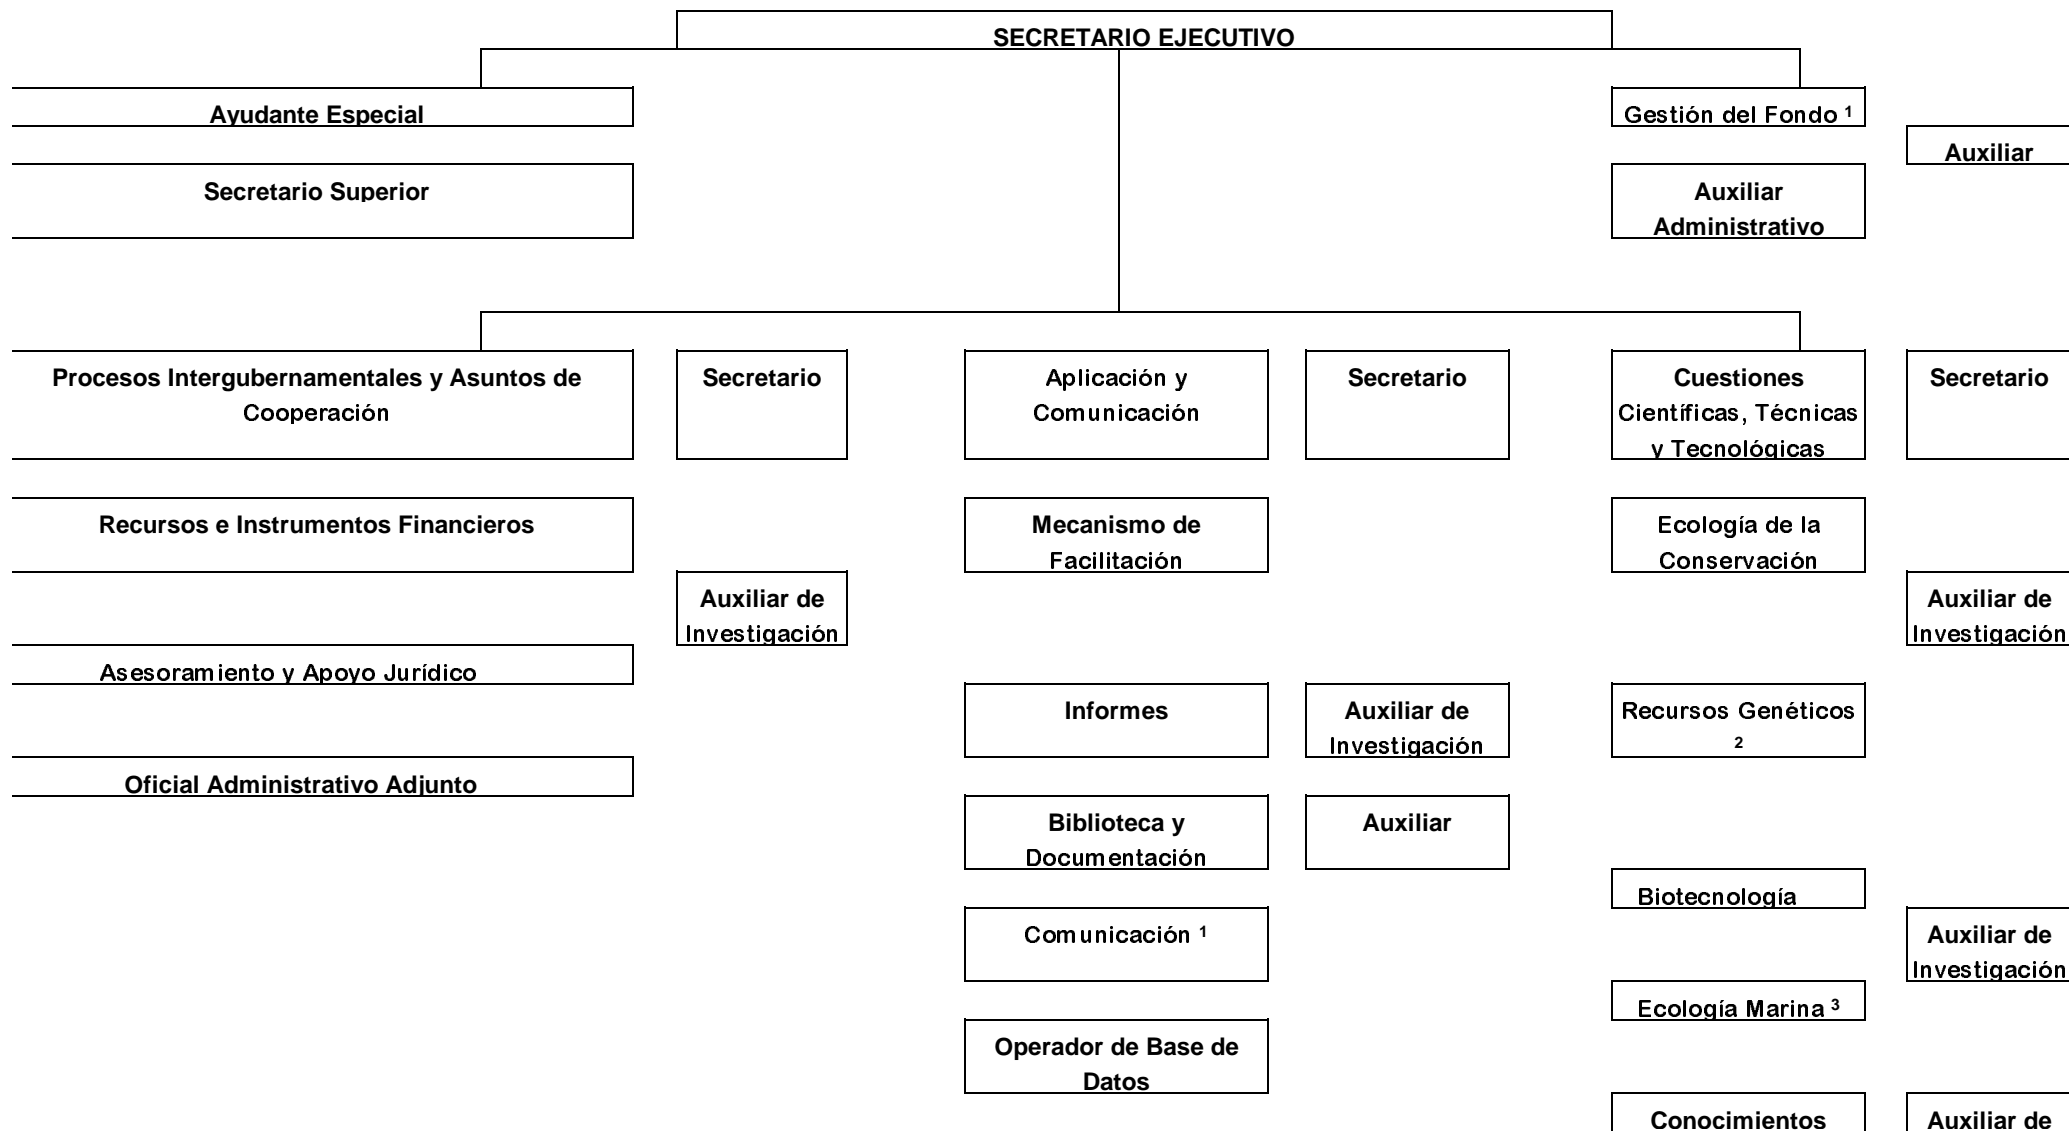 SECRETARIO EJECUTIVO
Ayudante Especial
Gestión del Fondo 1
Auxiliar
Secretario Superior
Auxiliar
Administrativo
Procesos Intergubernamentales y Asuntos de
Cooperación
Secretario
Aplicación y
Comunicación
Secretario
Cuestiones
Científicas, Técnicas
y Tecnológicas
Secretario
Recursos e Instrumentos Financieros
Mecanismo de
Facilitación
Ecología de la
Conservación
Auxiliar de
Investigación
Auxiliar de
Investigación
Asesoramiento y Apoyo Jurídico
Informes
Auxiliar de
Investigación
Recursos Genéticos
2
Oficial Administrativo Adjunto
Biblioteca y
Documentación
Auxiliar
Biotecnología
Comunicación 1
Auxiliar de
Investigación
Ecología Marina 3
Operador de Base de
Datos
Conocimientos
Auxiliar de